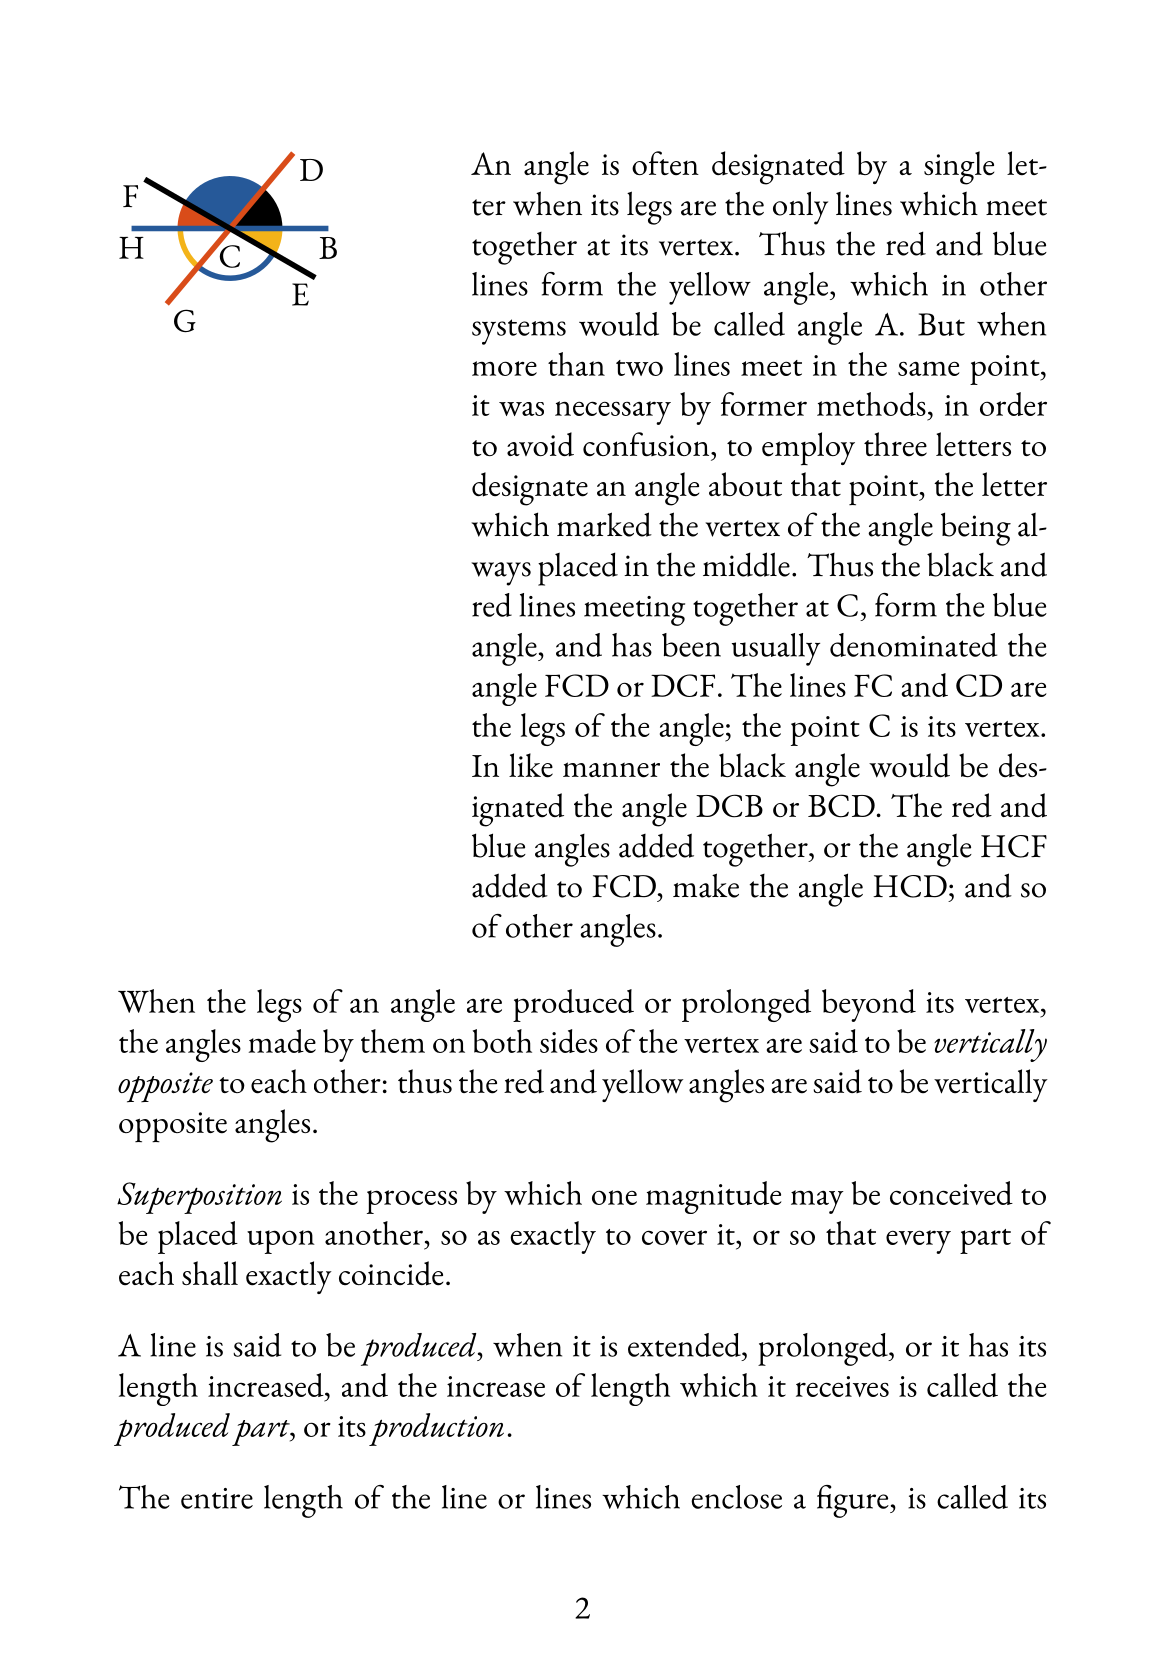 D
F
H
C
B
E
G
An angle is often designated by a single let-
ter when its legs are the only lines which meet
together at its vertex. Thus the red and blue
lines form the yellow angle, which in other
systems would be called angle A. But when
more than two lines meet in the same point,
it was necessary by former methods, in order
to avoid confusion, to employ three letters to
designate an angle about that point, the letter
which marked the vertex of the angle being al-
ways placed in the middle. Thus the black and
red lines meeting together at C, form the blue
angle, and has been usually denominated the
angle FCD or DCF. The lines FC and CD are
the legs of the angle; the point C is its vertex.
In like manner the black angle would be des-
ignated the angle DCB or BCD. The red and
blue angles added together, or the angle HCF
added to FCD, make the angle HCD; and so
of other angles.
When the legs of an angle are produced or prolonged beyond its vertex,
the angles made by them on both sides of the vertex are said to be vertically
opposite to each other: thus the red and yellow angles are said to be vertically
opposite angles.
Superposition is the process by which one magnitude may be conceived to
be placed upon another, so as exactly to cover it, or so that every part of
each shall exactly coincide.
A line is said to be produced, when it is extended, prolonged, or it has its
length increased, and the increase of length which it receives is called the
produced part, or its production.
The entire length of the line or lines which enclose a figure, is called its
2